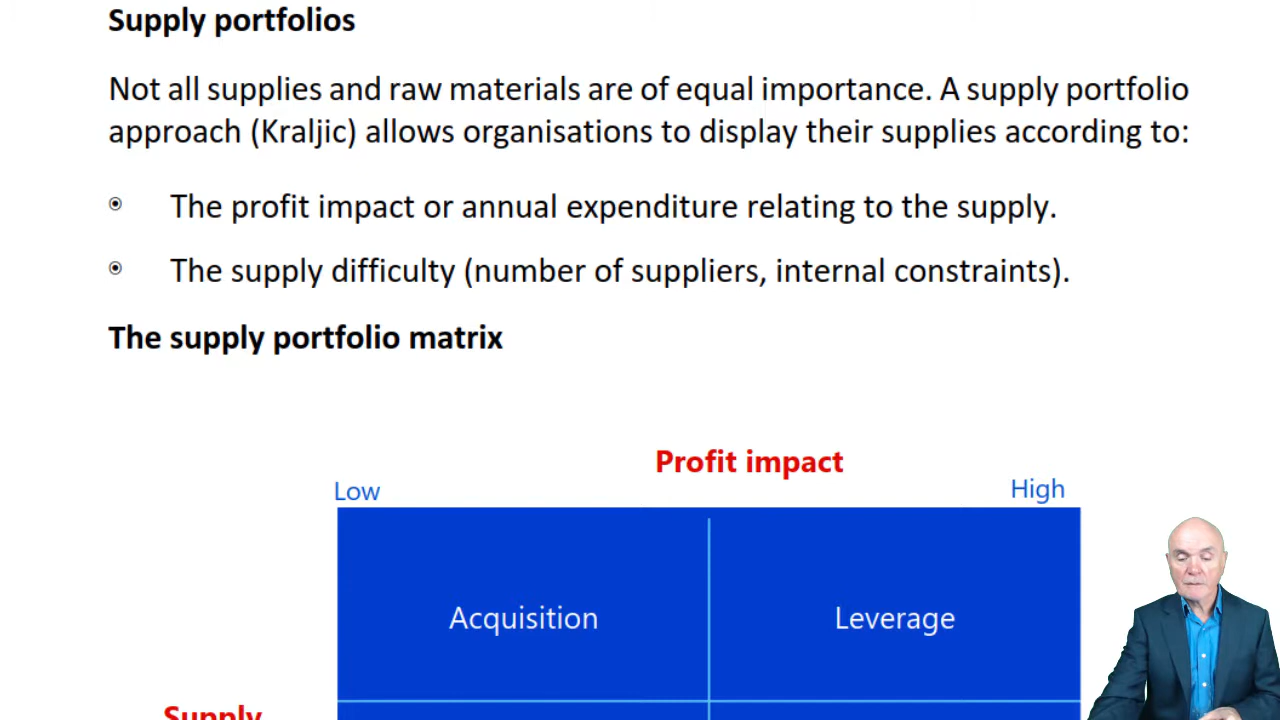 Supply portfolios
Not all supplies and raw materials are of equal importance. A supply portfolio
approach (Kraljic) allows organisations to display their supplies according to:
The profit impact or annual expenditure relating to the supply.
The supply difficulty (number of suppliers, internal constraints).
The supply portfolio matrix
Profit impact
Low High
Acquisition Leverage
Supply